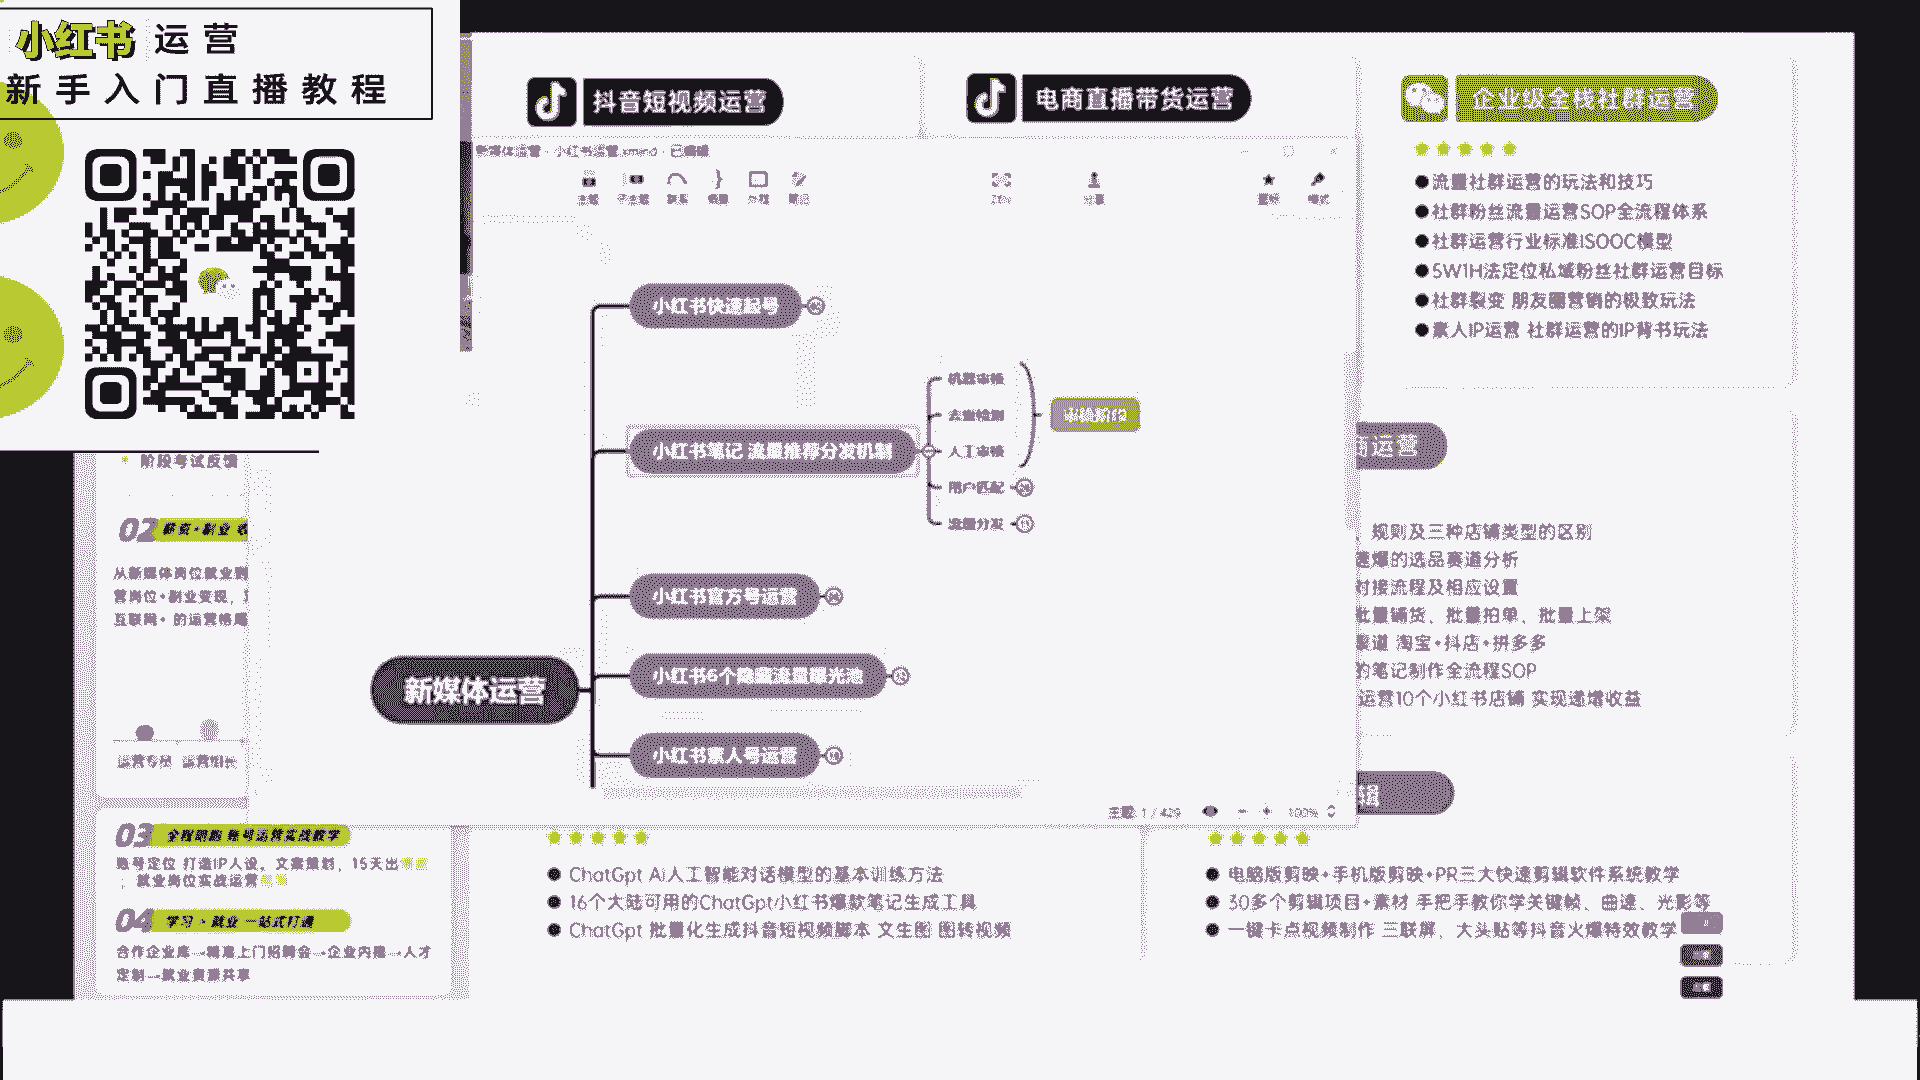 小红书 运营
新手入门直播教程
抖音短视频运营
电商直播带货运营
企业级全栈社群运营
流量社群运营的玩法和技巧
社群粉丝流量运营SOP全流程体系
社群运营行业标准ISOOC模型
5W1H法定位私域粉丝社群运营目标
社群裂变 朋友圈营销的极致玩法
素人IP运营 社群运营的IP背书玩法
新媒体运营 - 小红书运营.xmind - 已编辑
主题 子主题 联系 概要 外框 笔记 ZEN 分享 图标 格式
小红书快速起号
小红书笔记 流量推荐分发机制
机器审核
去重检测
人工审核
用户匹配
流量分发
审核阶段
小红书官方号运营
小红书6个隐藏流量曝光池
新媒体运营
小红书素人号运营
主题: 1 / 429
100%
阶段考试反馈
02 薪资+副业
从新媒体岗位就业到
营岗位+副业变现，
互联网+ 的运营格局
运营专员 运营组长
03 全程陪跑 账号运营实战教学
账号定位 打造IP人设，文案策划，15天出
，就业岗位实战运营
04 学习·就业 一站式打通
合作企业库→精准上门招聘会→企业内推→人才
定制→就业资源共享
商运营
规则及三种店铺类型的区别
速爆的选品赛道分析
对接流程及相应设置
批量铺货、批量拍单、批量上架
渠道 淘宝+抖店+拼多多
的笔记制作全流程SOP
运营10个小红书店铺 实现递增收益
辑
ChatGpt AI人工智能对话模型的基本训练方法
16个大陆可用的ChatGpt小红书爆款笔记生成工具
ChatGpt 批量化生成抖音短视频脚本 文生图 图转视频
电脑版剪映+手机版剪映+PR三大快速剪辑软件系统教学
30多个剪辑项目+素材 手把手教你学关键帧、曲速、光影等
一键卡点视频制作 三联屏、大头贴等抖音火爆特效教学